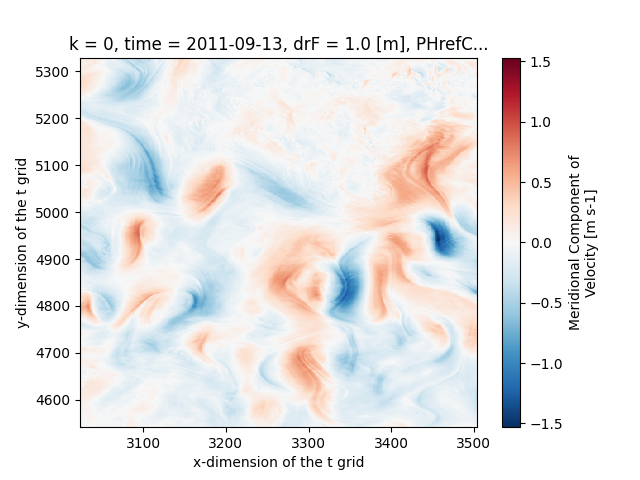 k = 0, time = 2011-09-13, drF = 1.0 [m], PHrefC...
5300
5200
5100
5000
4900
4800
4700
4600
y-dimension of the t grid
3100 3200 3300 3400 3500
x-dimension of the t grid
1.5
1.0
0.5
0.0
−0.5
−1.0
−1.5
Meridional Component of
Velocity [m s-1]